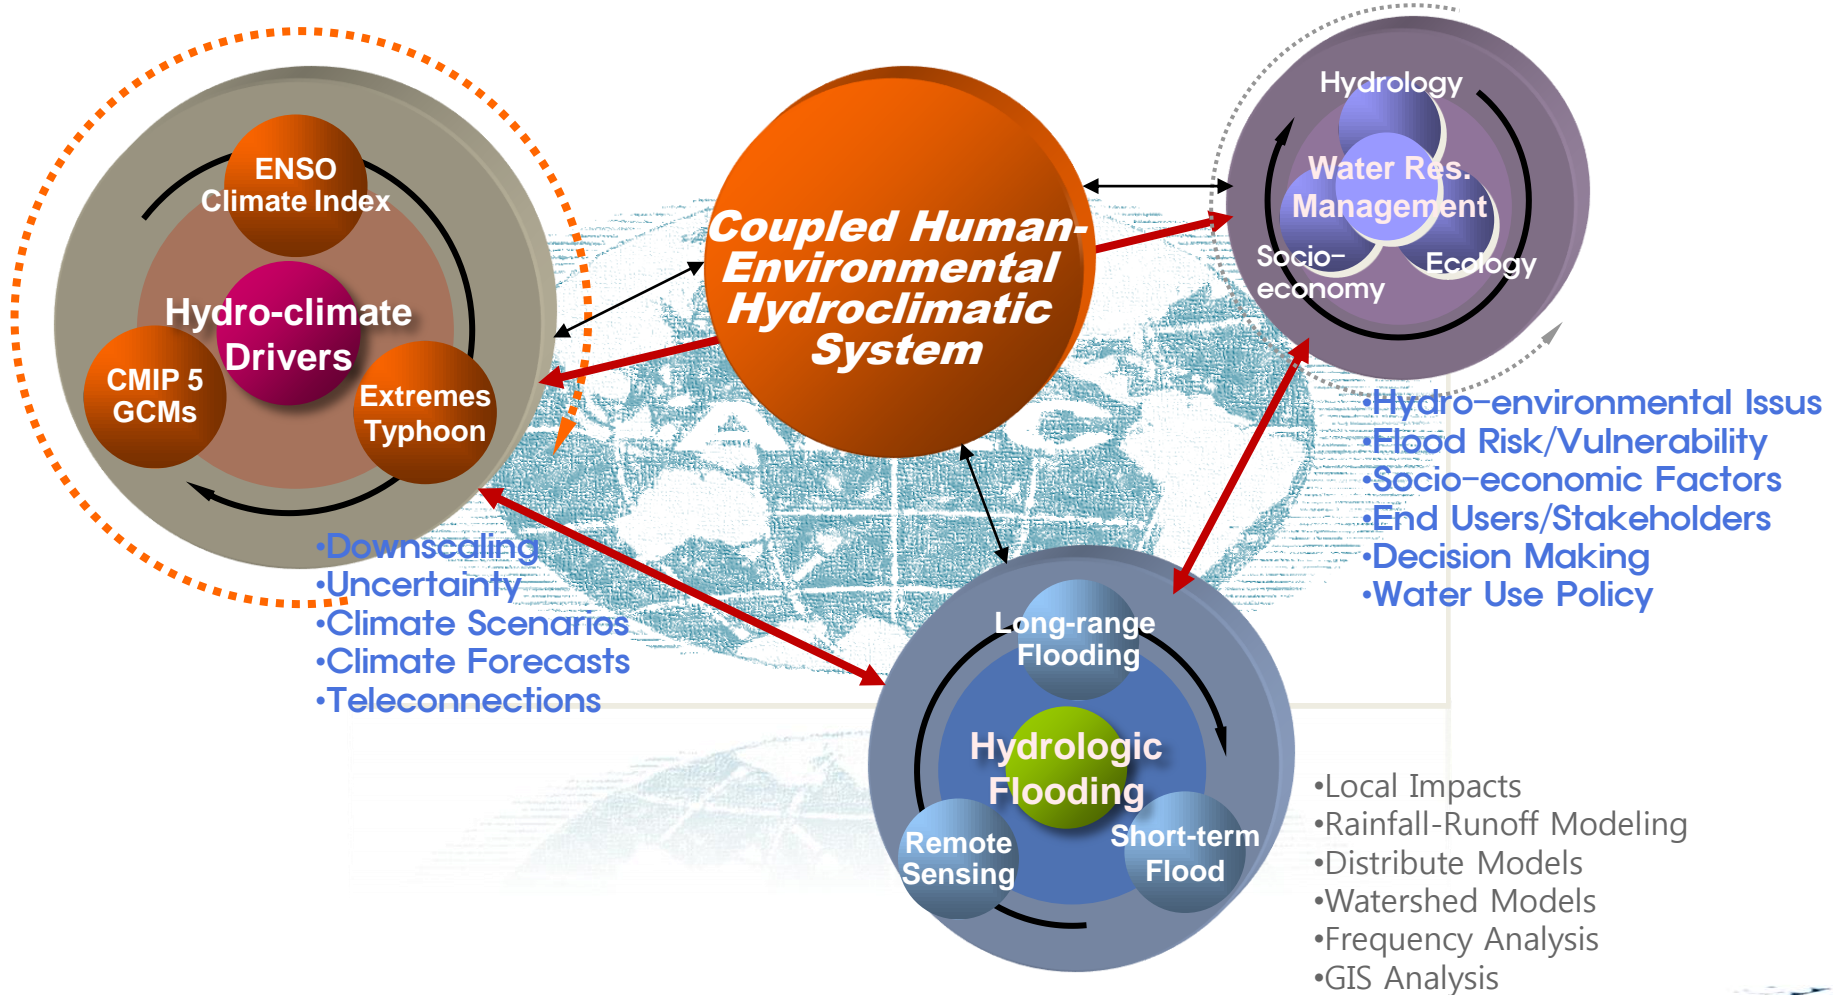 ENSO
Climate Index
Hydro-climate
Drivers
CMIP 5
GCMs
Extremes
Typhoon
•Downscaling
•Uncertainty
•Climate Scenarios
•Climate Forecasts
•Teleconnections
Coupled Human-
Environmental
Hydroclimatic
System
Hydrology
Water Res.
Management
Socio-
economy
Ecology
•Hydro-environmental Issus
•Flood Risk/Vulnerability
•Socio-economic Factors
•End Users/Stakeholders
•Decision Making
•Water Use Policy
Long-range
Flooding
Hydrologic
Flooding
Remote
Sensing
Short-term
Flood
•Local Impacts
•Rainfall-Runoff Modeling
•Distribute Models
•Watershed Models
•Frequency Analysis
•GIS Analysis